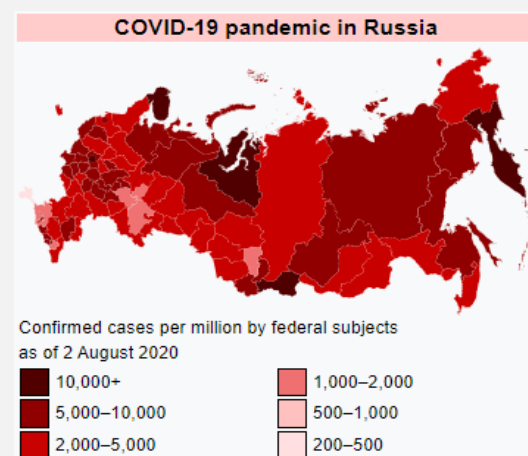 COVID-19 pandemic in Russia
Confirmed cases per million by federal subjects
as of 2 August 2020
10,000+
5,000–10,000
2,000–5,000
1,000–2,000
500–1,000
200–500